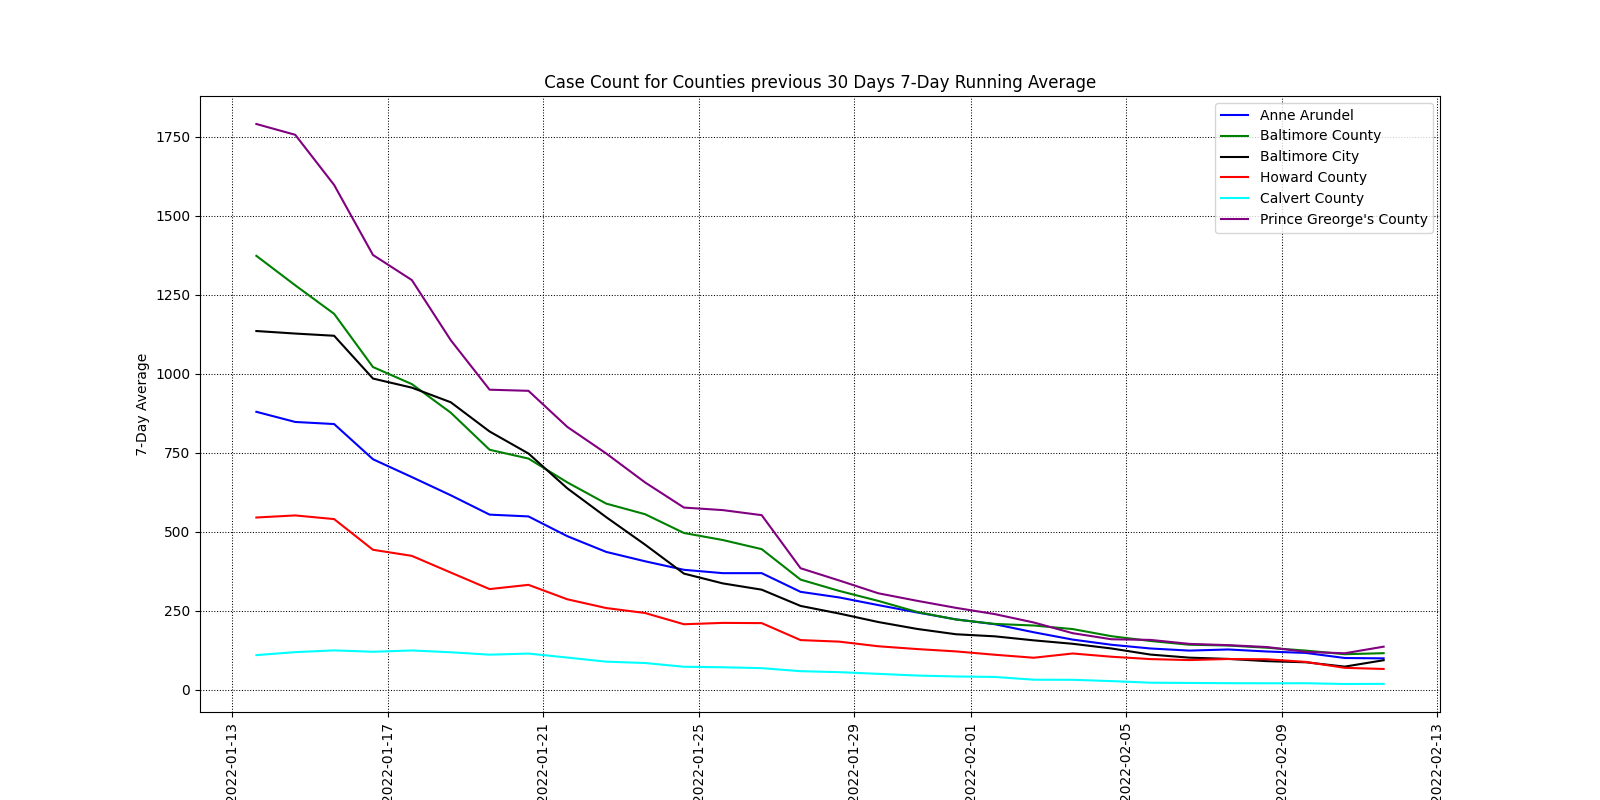 Case Count for Counties previous 30 Days 7-Day Running Average
Anne Arundel
Baltimore County
Baltimore City
Howard County
Calvert County
Prince Greorge's County
7-Day Average
1750
1500
1250
1000
750
500
250
0
2022-01-13
2022-01-17
2022-01-21
2022-01-25
2022-01-29
2022-02-01
2022-02-05
2022-02-09
2022-02-13